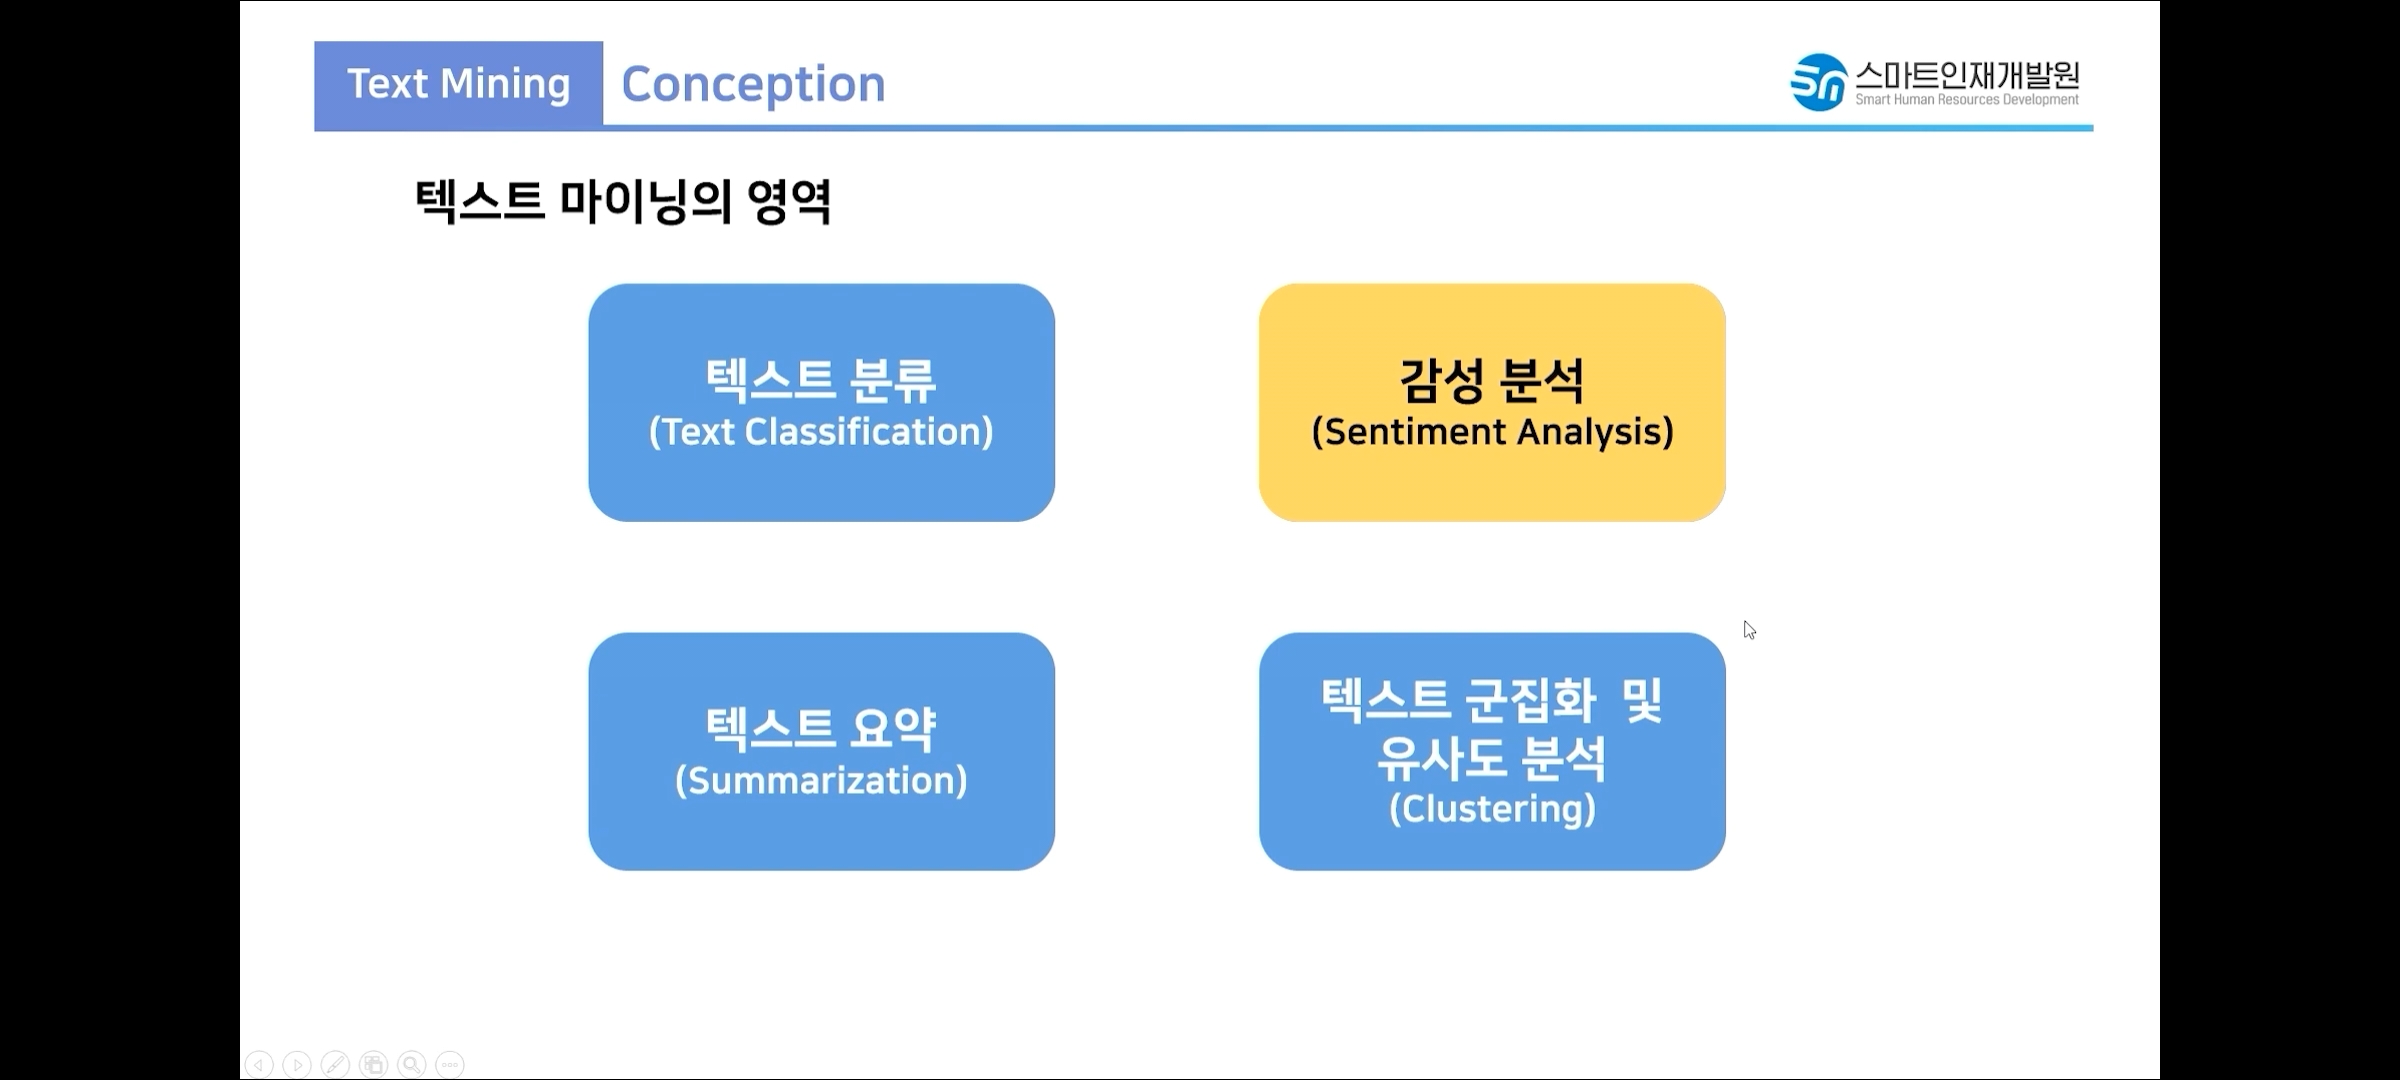 Text Mining Conception
스마트인재개발원
Smart Human Resources Development
텍스트 마이닝의 영역
텍스트 분류
(Text Classification)
감성 분석
(Sentiment Analysis)
텍스트 요약
(Summarization)
텍스트 군집화 및
유사도 분석
(Clustering)